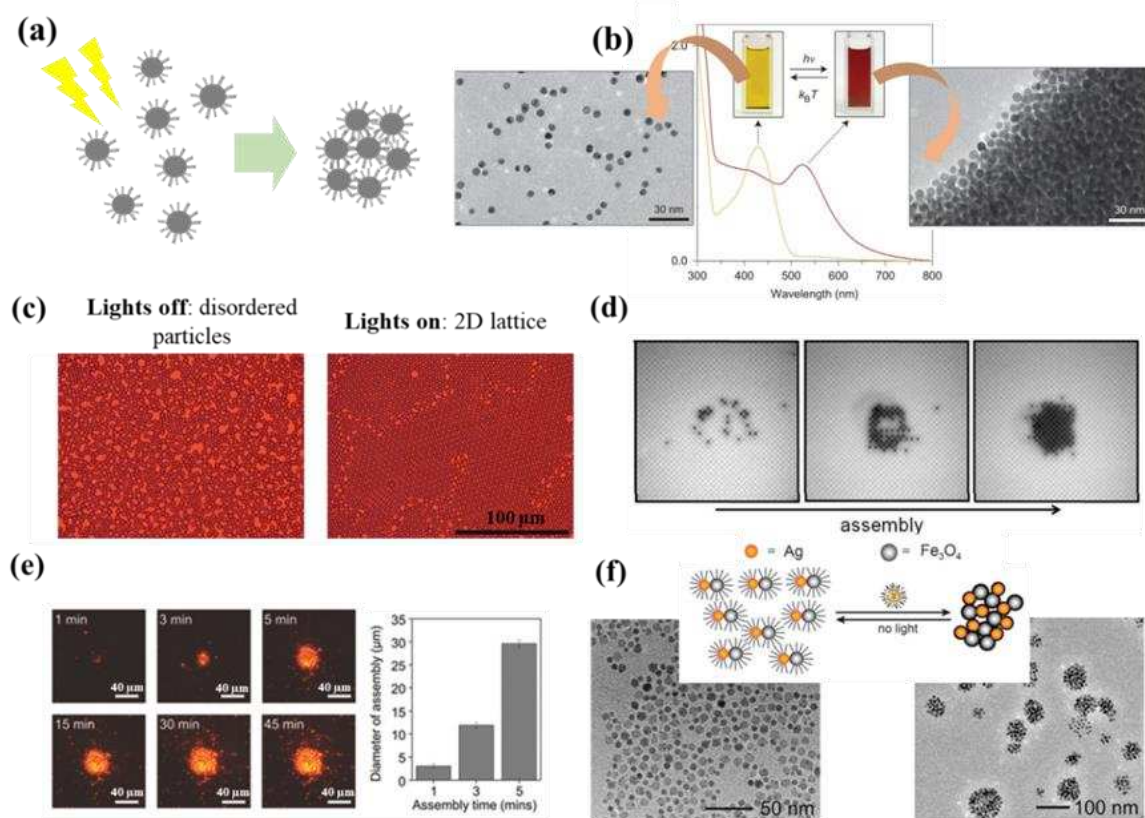 (a)
(b)
2.0
hν
k_BT
30 nm
30 nm
0.0
300
400
500
600
700
800
Wavelength (nm)
(c)
Lights off: disordered
particles
Lights on: 2D lattice
100 μm
(d)
assembly
(e)
1 min
3 min
5 min
40 μm
40 μm
40 μm
15 min
30 min
45 min
40 μm
40 μm
40 μm
Diameter of assembly (μm)
35
30
25
20
15
10
5
0
1
3
5
Assembly time (mins)
(f)
= Ag
= Fe₃O₄
no light
50 nm
100 nm